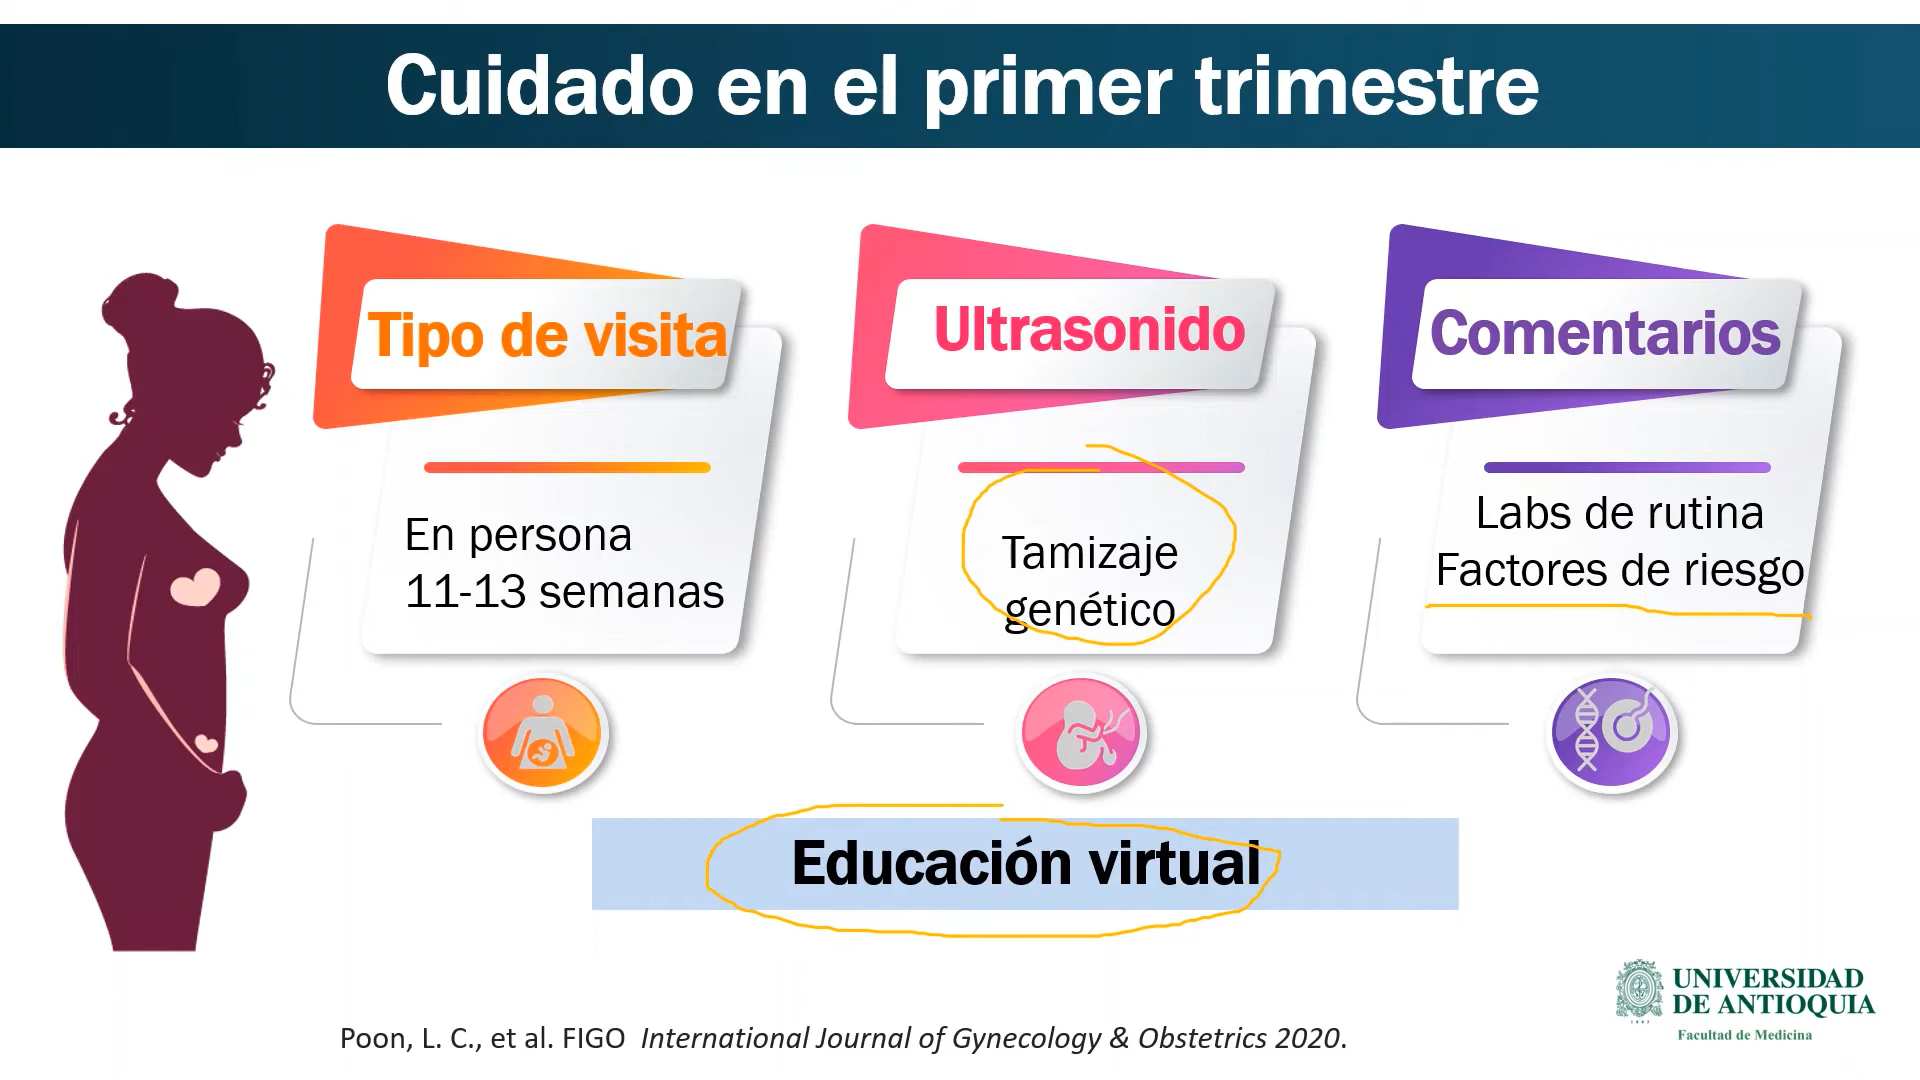 Cuidado en el primer trimestre
Tipo de visita
En persona
11-13 semanas
Ultrasonido
Tamizaje
genético
Comentarios
Labs de rutina
Factores de riesgo
Educación virtual
Poon, L. C., et al. FIGO International Journal of Gynecology & Obstetrics 2020.
UNIVERSIDAD
DE ANTIOQUIA
1803
Facultad de Medicina